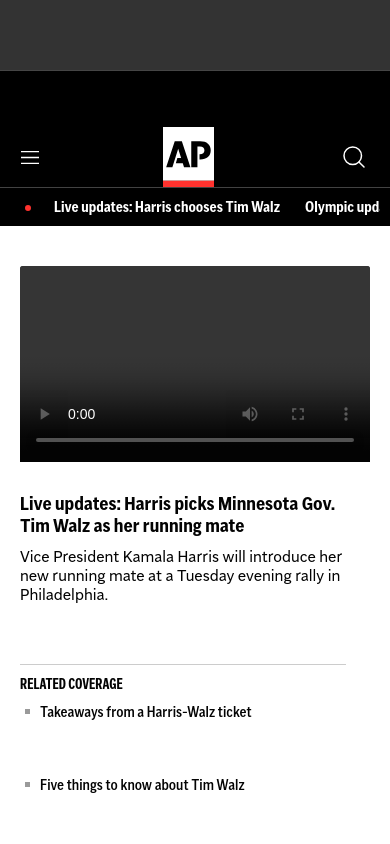 AP
Live updates: Harris chooses Tim Walz
Olympic upd
0:00
Live updates: Harris picks Minnesota Gov.
Tim Walz as her running mate
Vice President Kamala Harris will introduce her
new running mate at a Tuesday evening rally in
Philadelphia.
RELATED COVERAGE
Takeaways from a Harris-Walz ticket
Five things to know about Tim Walz